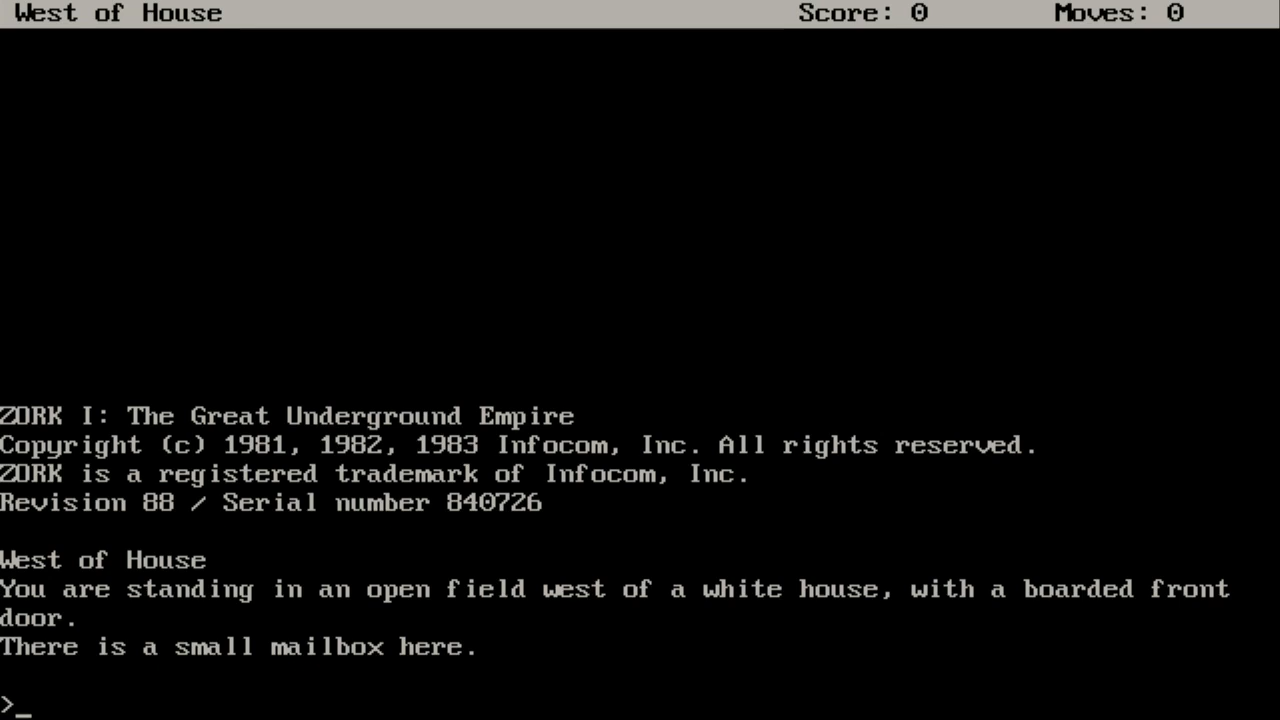 West of House Score: 0 Moves: 0
ZORK I: The Great Underground Empire
Copyright (c) 1981, 1982, 1983 Infocom, Inc. All rights reserved.
ZORK is a registered trademark of Infocom, Inc.
Revision 88 / Serial number 840726
West of House
You are standing in an open field west of a white house, with a boarded front
door.
There is a small mailbox here.
>_